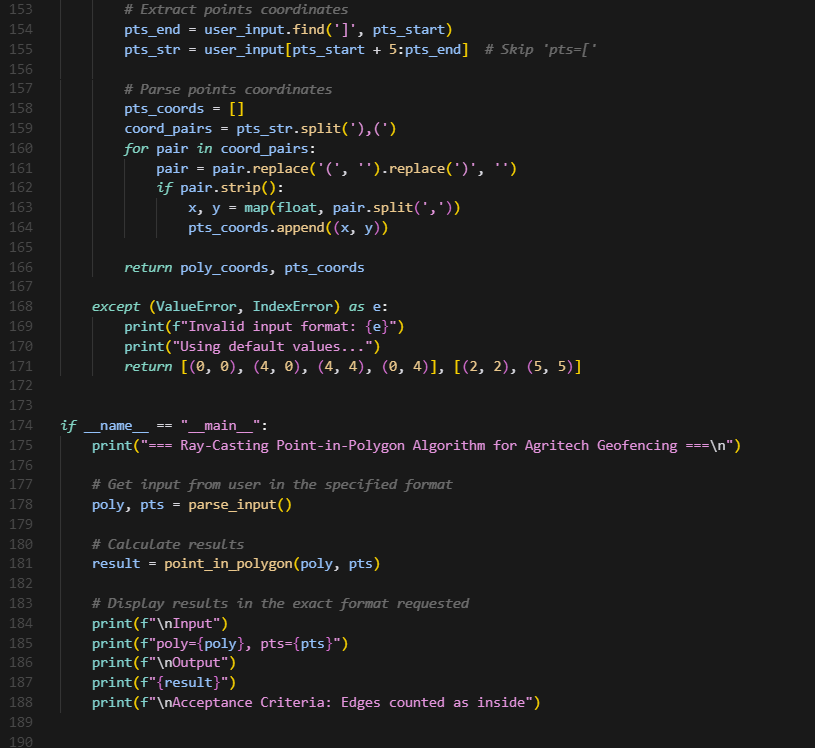 153 # Extract points coordinates
154 pts_end = user_input.find(']', pts_start)
155 pts_str = user_input[pts_start + 5:pts_end]  # Skip 'pts=['
156
157 # Parse points coordinates
158 pts_coords = []
159 coord_pairs = pts_str.split('),(')
160 for pair in coord_pairs:
161 pair = pair.replace('(', '').replace(')', '')
162 if pair.strip():
163 x, y = map(float, pair.split(','))
164 pts_coords.append((x, y))
165
166 return poly_coords, pts_coords
167
168 except (ValueError, IndexError) as e:
169 print(f"Invalid input format: {e}")
170 print("Using default values...")
171 return [(0, 0), (4, 0), (4, 4), (0, 4)], [(2, 2), (5, 5)]
172
173
174 if __name__ == "__main__":
175 print("=== Ray-Casting Point-in-Polygon Algorithm for Agritech Geofencing ===\n")
176
177 # Get input from user in the specified format
178 poly, pts = parse_input()
179
180 # Calculate results
181 result = point_in_polygon(poly, pts)
182
183 # Display results in the exact format requested
184 print(f"\nInput")
185 print(f"poly={poly}, pts={pts}")
186 print(f"\nOutput")
187 print(f"{result}")
188 print(f"\nAcceptance Criteria: Edges counted as inside")
189
190